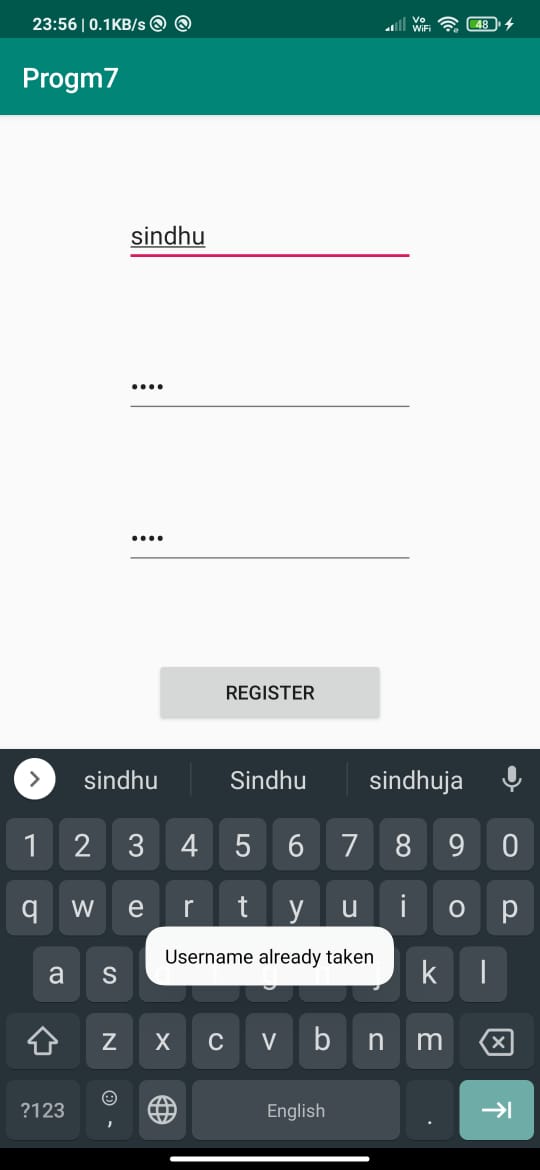 23:56 | 0.1KB/s
Vo
WiFi
48
Progm7
sindhu
••••
••••
REGISTER
sindhu Sindhu sindhuja
1 2 3 4 5 6 7 8 9 0
q w e r t y u i o p
Username already taken
a s g j k l
z x c v b n m
?123 , English .